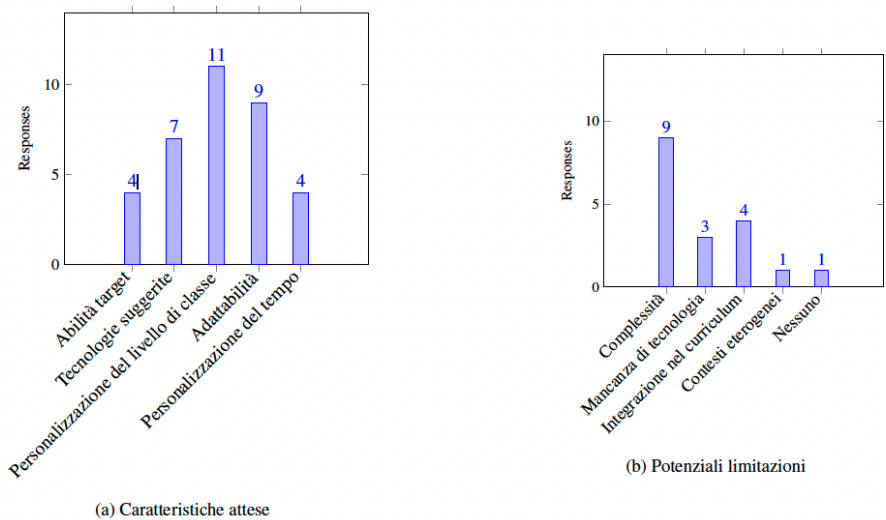 Responses
10
5
0
4
7
11
9
4
Abilità target
Tecnologie suggerite
Personalizzazione del livello di classe
Adattabilità
Personalizzazione del tempo
(a) Caratteristiche attese
Responses
10
5
0
9
3
4
1
1
Complessità
Mancanza di tecnologia
Integrazione nel curriculum
Contesti eterogenei
Nessuno
(b) Potenziali limitazioni